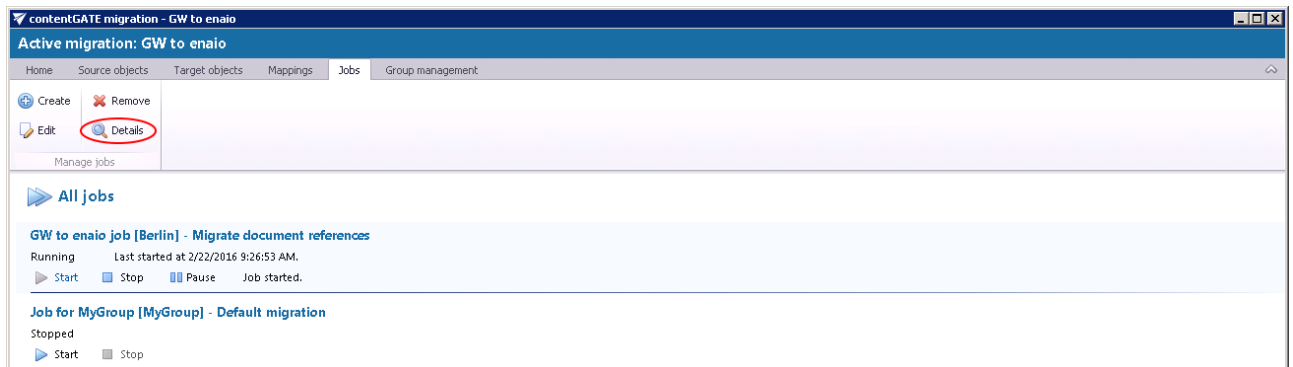 contentGATE migration - GW to enaio
Active migration: GW to enaio
Home Source objects Target objects Mappings Jobs Group management
Create Remove
Edit Details
Manage jobs
All jobs
GW to enaio job [Berlin] - Migrate document references
Running Last started at 2/22/2016 9:26:53 AM.
Start Stop Pause Job started.
Job for MyGroup [MyGroup] - Default migration
Stopped
Start Stop